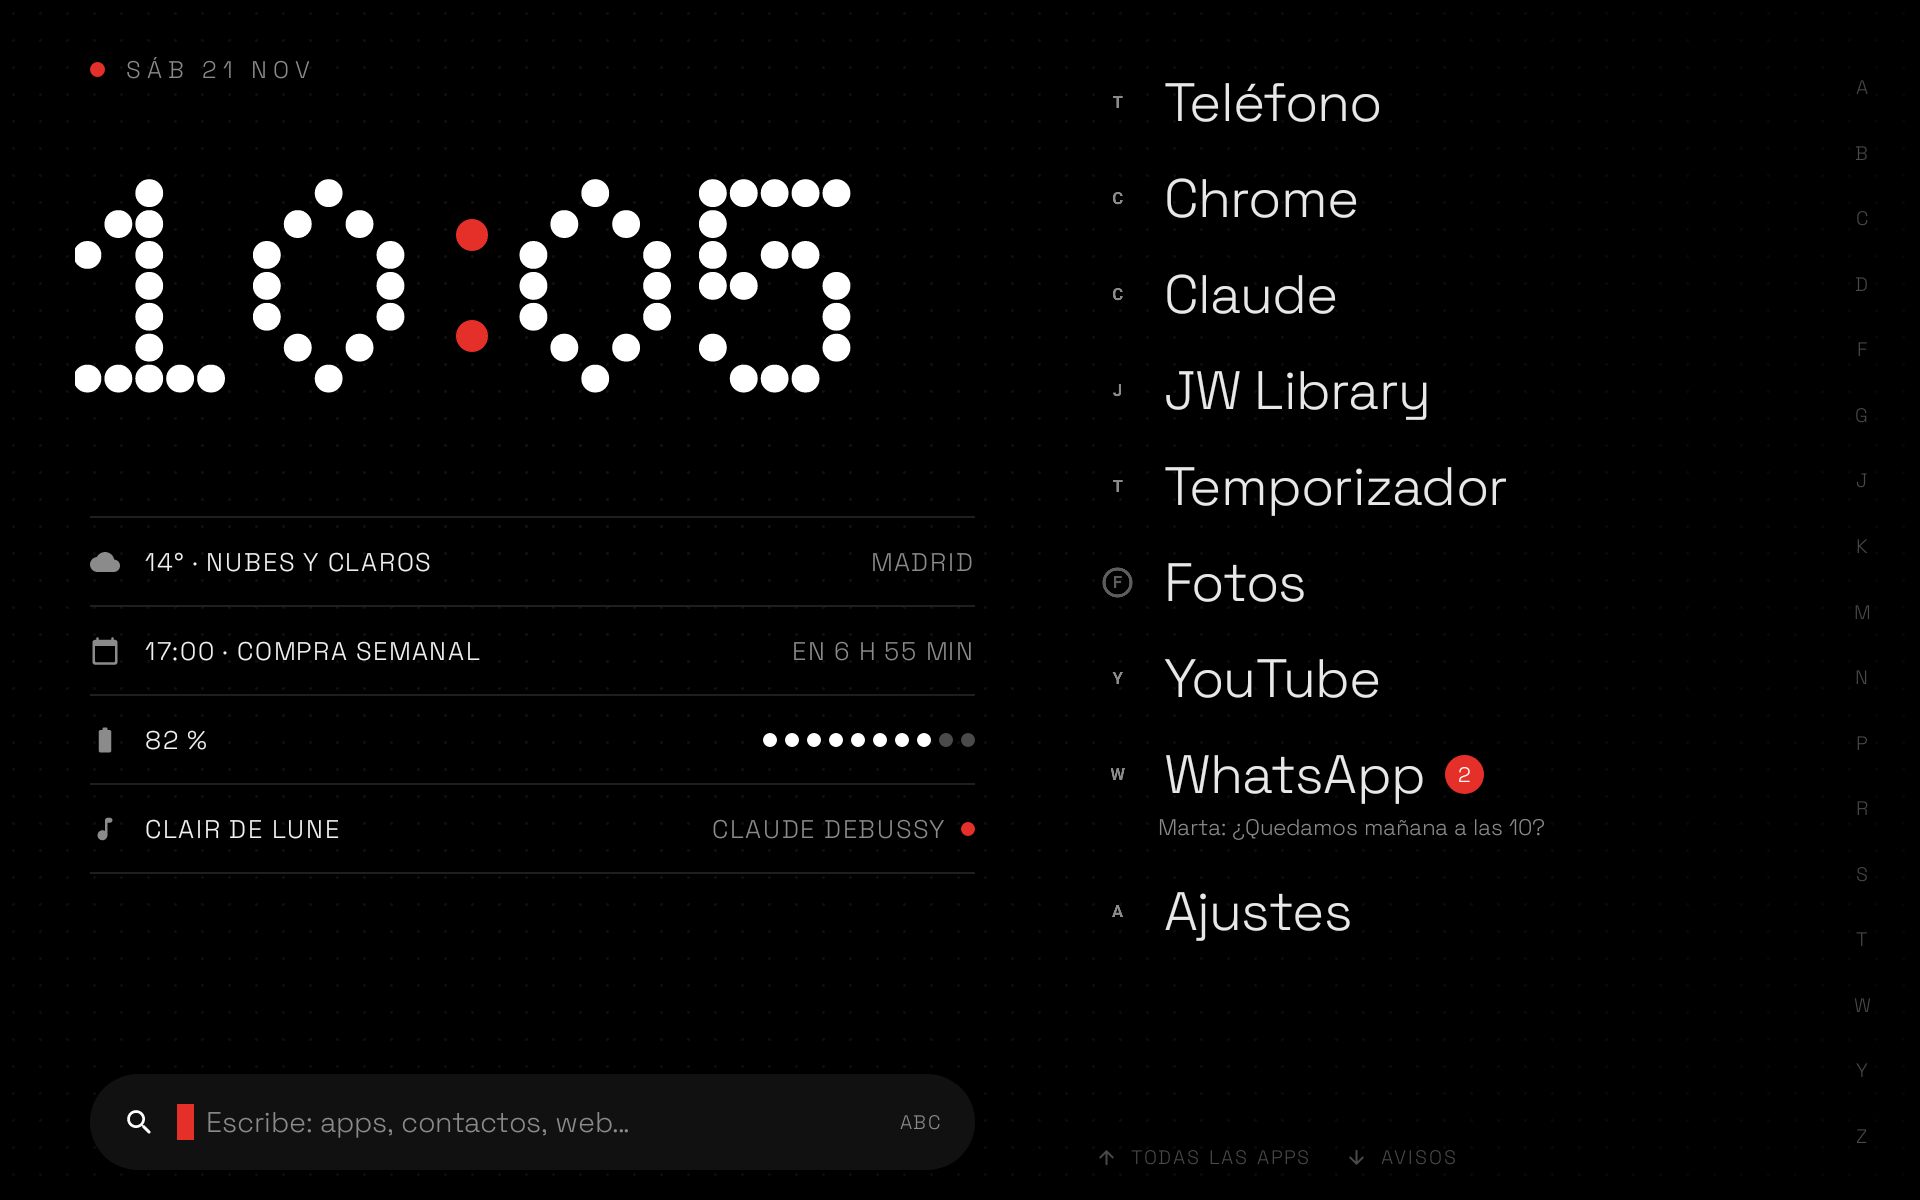 SÁB 21 NOV
10:05
14° · NUBES Y CLAROS MADRID
17:00 · COMPRA SEMANAL EN 6 H 55 MIN
82 %
CLAIR DE LUNE CLAUDE DEBUSSY
Escribe: apps, contactos, web... ABC
T Teléfono
C Chrome
C Claude
J JW Library
T Temporizador
F Fotos
Y YouTube
W WhatsApp 2
Marta: ¿Quedamos mañana a las 10?
A Ajustes
TODAS LAS APPS AVISOS
A
B
C
D
F
G
J
K
M
N
P
R
S
T
W
Y
Z